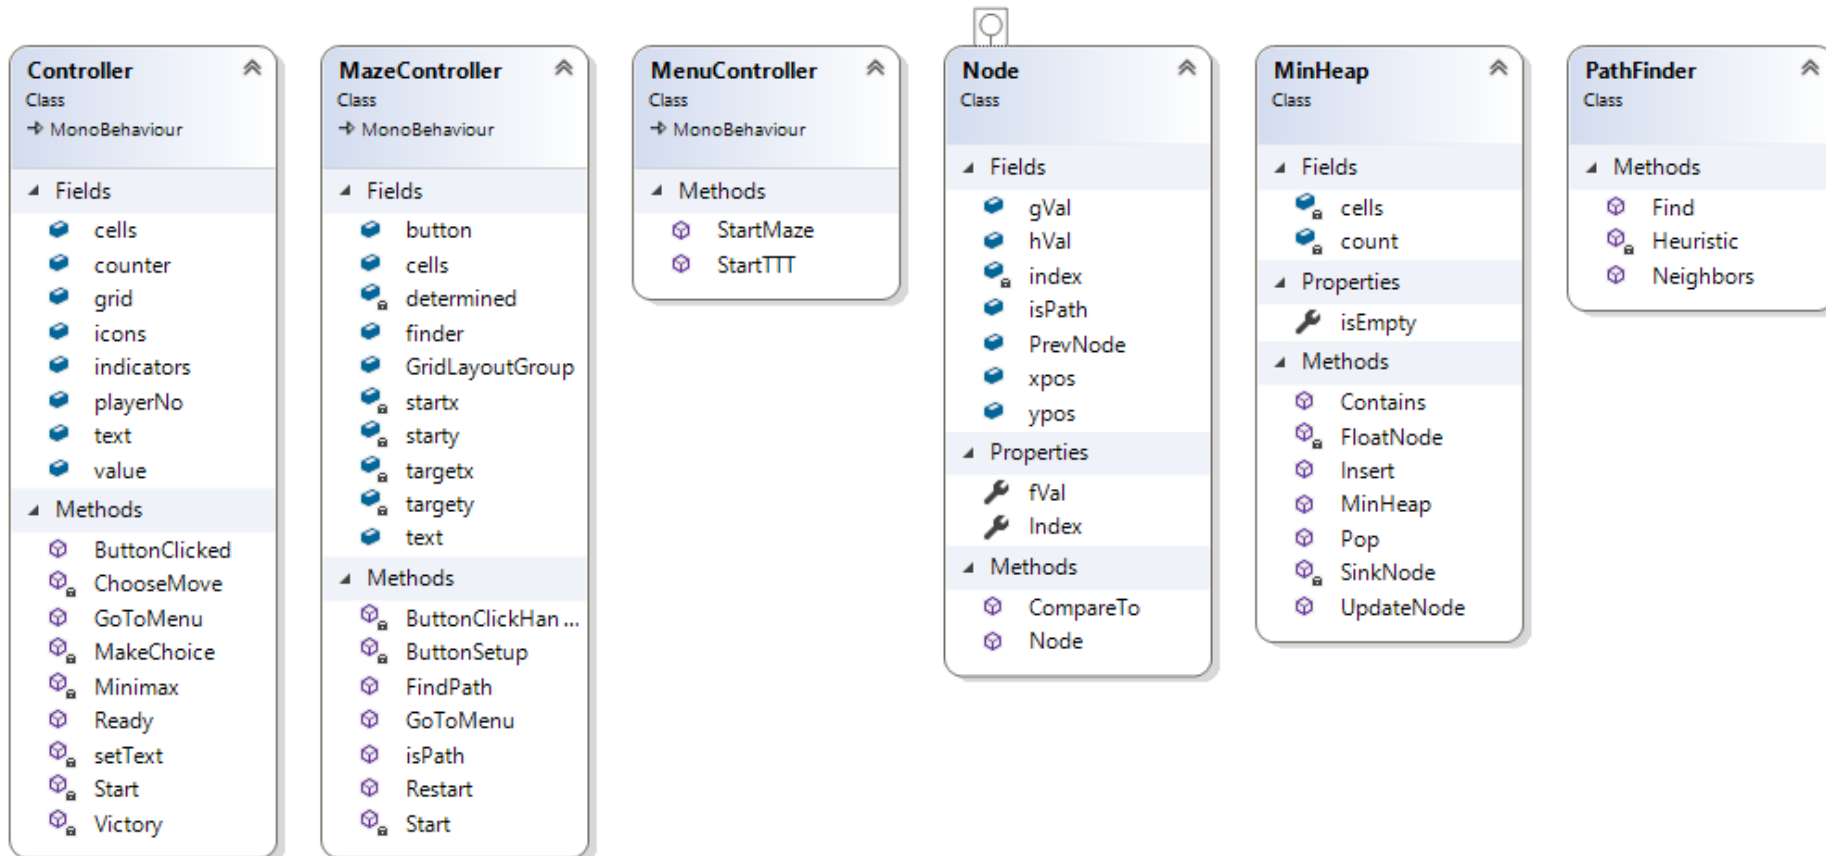 Controller
Class
MonoBehaviour
Fields
cells
counter
grid
icons
indicators
playerNo
text
value
Methods
ButtonClicked
ChooseMove
GoToMenu
MakeChoice
Minimax
Ready
setText
Start
Victory
MazeController
Class
MonoBehaviour
Fields
button
cells
determined
finder
GridLayoutGroup
startx
starty
targetx
targety
text
Methods
ButtonClickHan ...
ButtonSetup
FindPath
GoToMenu
isPath
Restart
Start
MenuController
Class
MonoBehaviour
Methods
StartMaze
StartTTT
Node
Class
Fields
gVal
hVal
index
isPath
PrevNode
xpos
ypos
Properties
fVal
Index
Methods
CompareTo
Node
MinHeap
Class
Fields
cells
count
Properties
isEmpty
Methods
Contains
FloatNode
Insert
MinHeap
Pop
SinkNode
UpdateNode
PathFinder
Class
Methods
Find
Heuristic
Neighbors